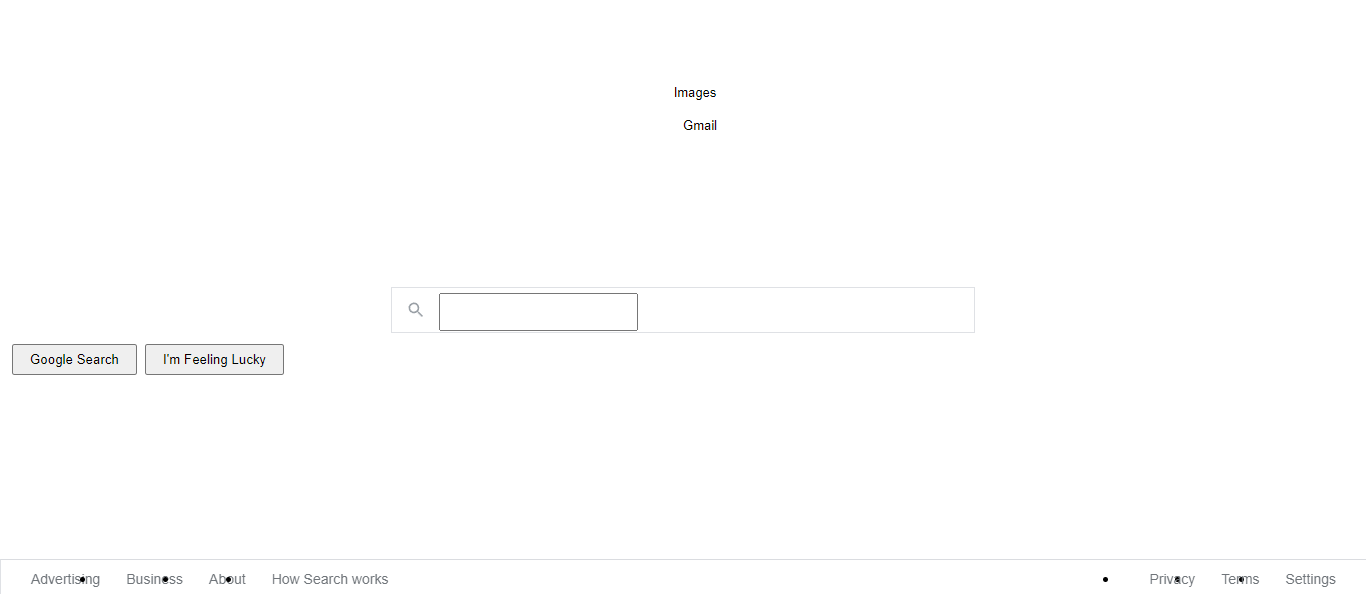 Images
Gmail
Google Search I'm Feeling Lucky
Advertising Business About How Search works Privacy Terms Settings